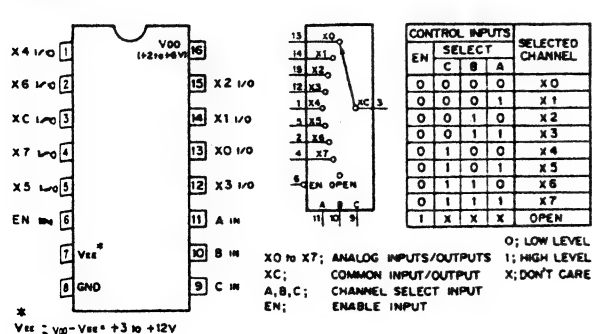 VDD
(+2 to +6V)
X4 I/O 1
16
X6 I/O 2
15 X2 I/O
XC I/O 3
14 X1 I/O
X7 I/O 4
13 X0 I/O
X5 I/O 5
12 X3 I/O
EN IN 6
11 A IN
7 VEE*
10 B IN
8 GND
9 C IN
*
VEE : VDD-VEE = +3 to +12V
13 X0
14 X1
15 X2
12 X3
1 X4
5 X5
2 X6
4 X7
XC 3
6 EN OPEN
A B C
11 10 9
CONTROL INPUTS
SELECTED CHANNEL
EN SELECT
C B A
0 0 0 0 X0
0 0 0 1 X1
0 0 1 0 X2
0 0 1 1 X3
0 1 0 0 X4
0 1 0 1 X5
0 1 1 0 X6
0 1 1 1 X7
1 X X X OPEN
0; LOW LEVEL
1; HIGH LEVEL
X; DON'T CARE
X0 to X7; ANALOG INPUTS/OUTPUTS
XC; COMMON INPUT/OUTPUT
A,B,C; CHANNEL SELECT INPUT
EN; ENABLE INPUT